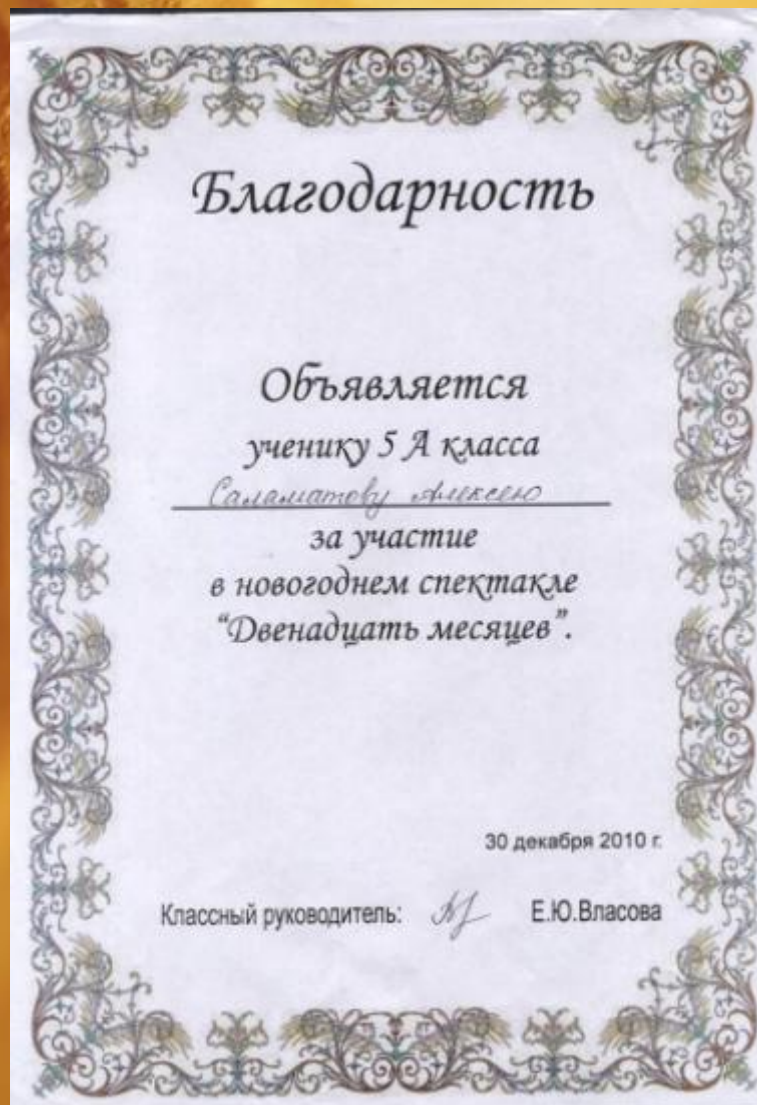 Благодарность
Объявляется
ученику 5 А класса
Саламатову Алексею
за участие
в новогоднем спектакле
“Двенадцать месяцев”.
30 декабря 2010 г.
Классный руководитель: Е.Ю.Власова